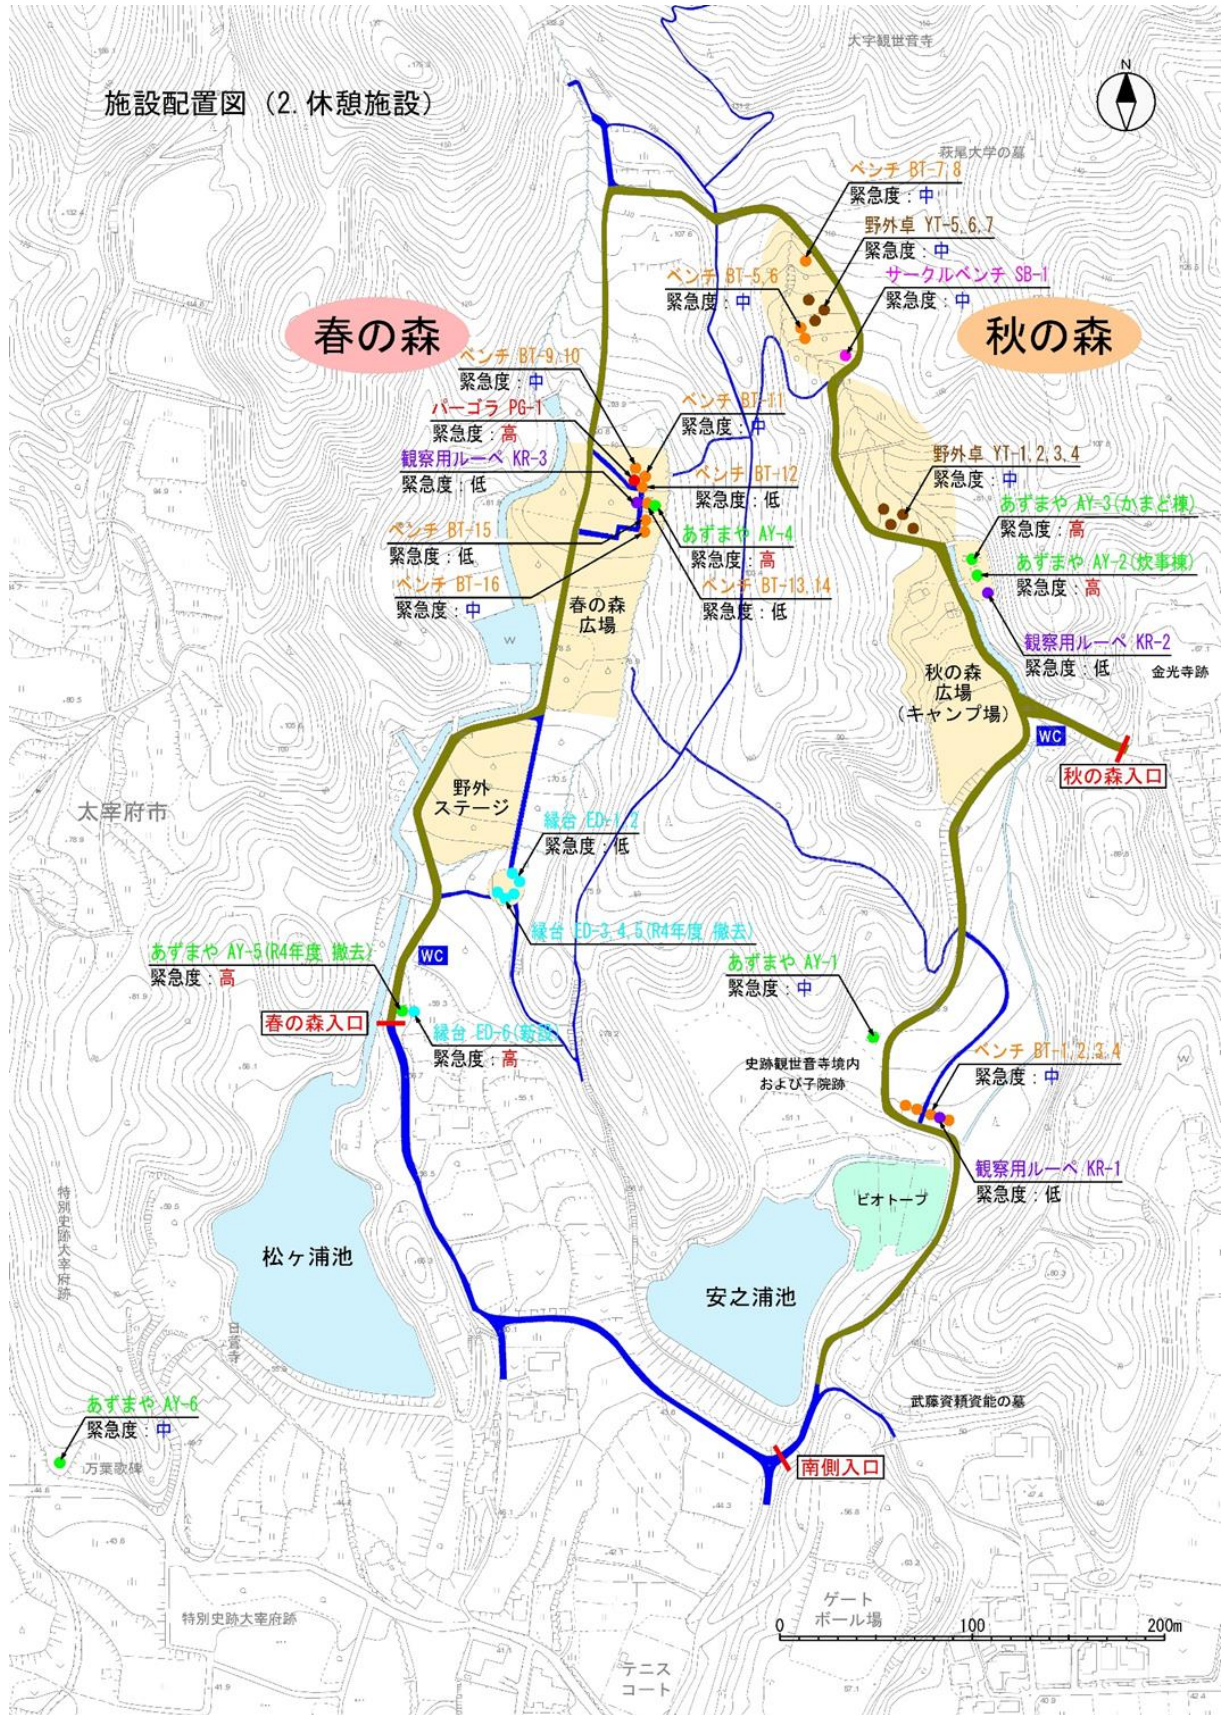 大字観世音寺
N
施設配置図（2.休憩施設）
萩尾大学の墓
ベンチ BT-7,8
緊急度：中
野外卓 YT-5,6,7
緊急度：中
ベンチ BT-5,6
緊急度：中
サークルベンチ SB-1
緊急度：中
春の森
秋の森
ベンチ BT-9,10
緊急度：中
パーゴラ PG-1
緊急度：高
ベンチ BT-11
緊急度：中
観察用ルーペ KR-3
緊急度：低
ベンチ BT-12
緊急度：低
野外卓 YT-1,2,3,4
緊急度：中
あずまや AY-3(かまど棟)
緊急度：高
ベンチ BT-15
緊急度：低
あずまや AY-4
緊急度：高
あずまや AY-2(炊事棟)
緊急度：高
ベンチ BT-16
緊急度：中
ベンチ BT-13,14
緊急度：低
春の森
広場
W
観察用ルーペ KR-2
緊急度：低
金光寺跡
秋の森
広場
（キャンプ場）
WC
秋の森入口
野外
ステージ
太宰府市
縁台 ED-1,2
緊急度：低
縁台 ED-3,4,5(R4年度 撤去)
WC
あずまや AY-5(R4年度 撤去)
緊急度：高
あずまや AY-1
緊急度：中
春の森入口
縁台 ED-6(新設)
緊急度：高
史跡観世音寺境内
および子院跡
ベンチ BT-1,2,3,4
緊急度：中
W
観察用ルーペ KR-1
緊急度：低
ビオトープ
特別史跡大宰府跡
松ヶ浦池
安之浦池
日吉寺
あずまや AY-6
緊急度：中
万葉歌碑
武藤資頼資能の墓
南側入口
特別史跡大宰府跡
ゲート
ボール場
0 100 200m
テニス
コート